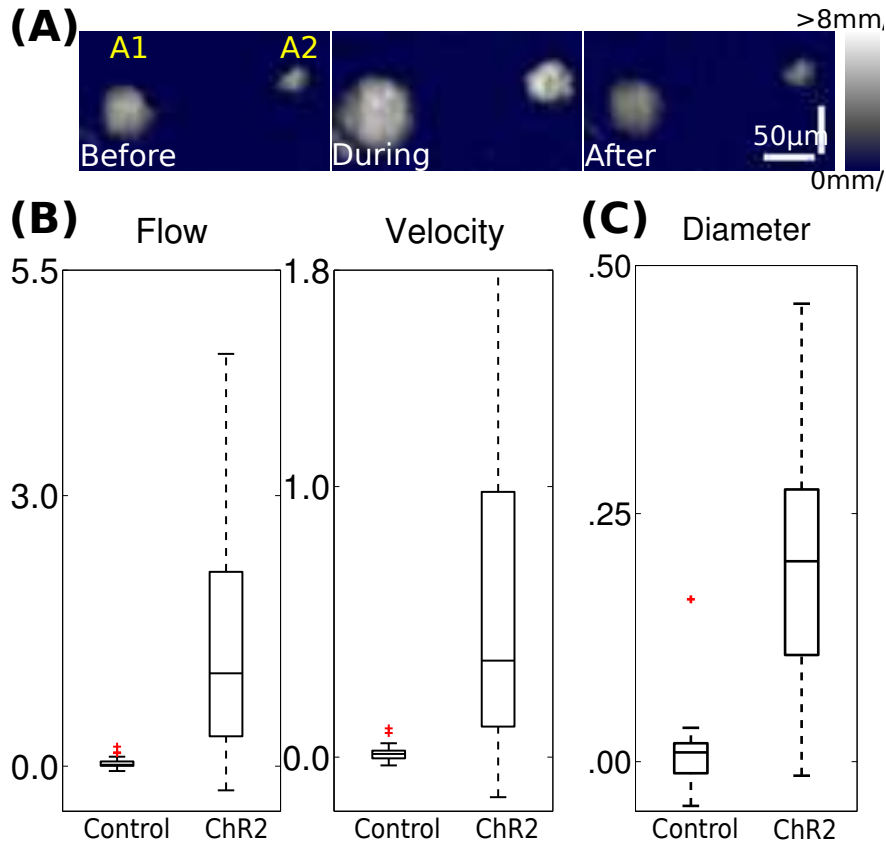 (A)
A1 A2
Before During After
50µm
>8mm/
0mm/
(B) (C)
Flow Velocity Diameter
5.5
3.0
0.0
Control ChR2
1.8
1.0
0.0
Control ChR2
.50
.25
.00
Control ChR2